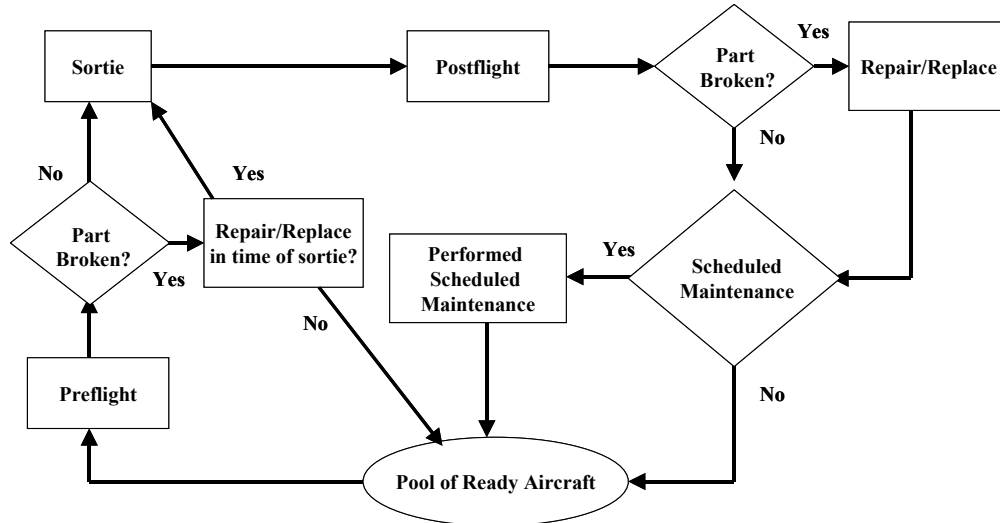 Sortie
Postflight
Part
Broken?
Yes
Repair/Replace
No
No
Yes
Part
Broken?
Yes
Repair/Replace
in time of sortie?
No
Performed
Scheduled
Maintenance
Yes
Scheduled
Maintenance
No
Preflight
Pool of Ready Aircraft